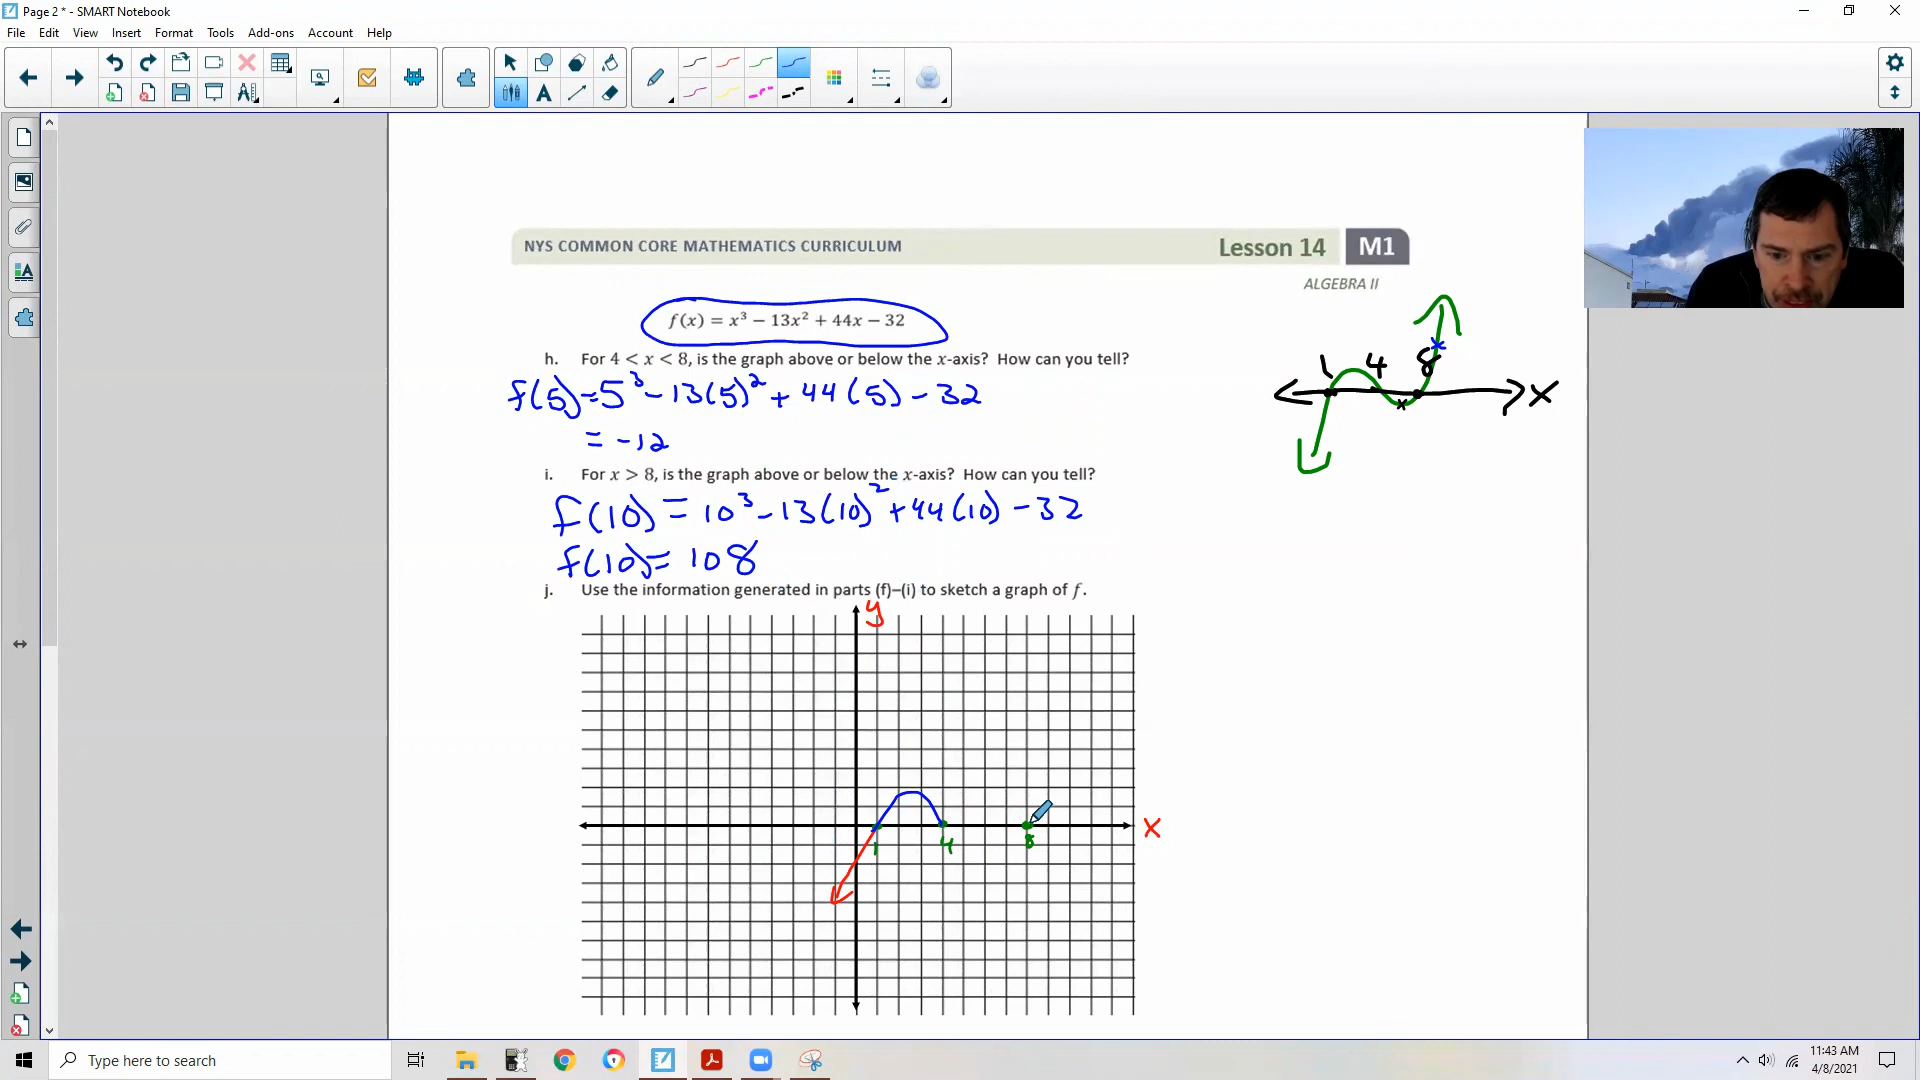 Page 2 * - SMART Notebook
File Edit View Insert Format Tools Add-ons Account Help
NYS COMMON CORE MATHEMATICS CURRICULUM Lesson 14 M1
ALGEBRA II
f(x) = x³ − 13x² + 44x − 32
h. For 4 < x < 8, is the graph above or below the x-axis? How can you tell?
f(5)=5³-13(5)²+44(5)-32
= -12
1 4 8
X
i. For x > 8, is the graph above or below the x-axis? How can you tell?
f(10) = 10³-13(10)²+44(10)-32
f(10)= 108
j. Use the information generated in parts (f)–(i) to sketch a graph of f.
y
X
1 4 8
Type here to search
11:43 AM
4/8/2021